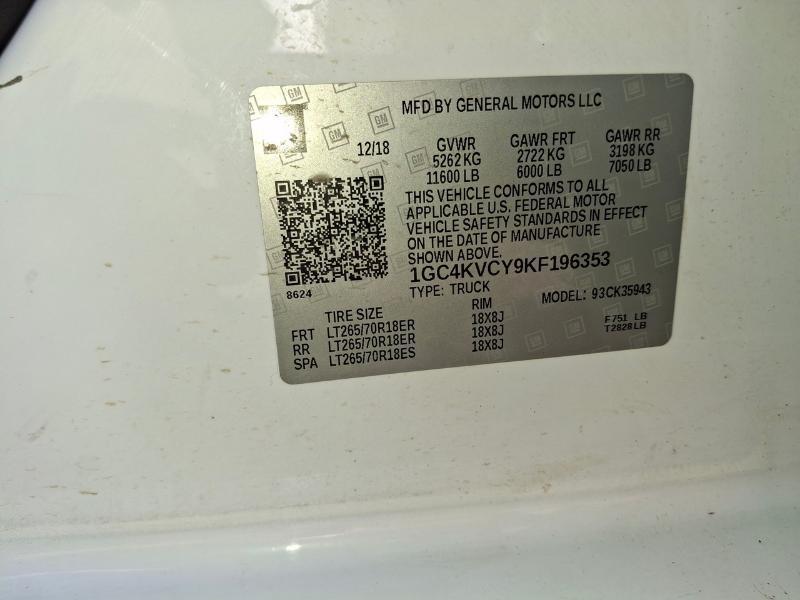 MFD BY GENERAL MOTORS LLC
12/18 GVWR GAWR FRT GAWR RR
5262 KG 2722 KG 3198 KG
11600 LB 6000 LB 7050 LB
THIS VEHICLE CONFORMS TO ALL
APPLICABLE U.S. FEDERAL MOTOR
VEHICLE SAFETY STANDARDS IN EFFECT
ON THE DATE OF MANUFACTURE
SHOWN ABOVE.
1GC4KVCY9KF196353
8624
TYPE: TRUCK MODEL: 93CK35943
TIRE SIZE RIM
FRT LT265/70R18ER 18X8J F751 LB
RR LT265/70R18ER 18X8J T2828 LB
SPA LT265/70R18ES 18X8J